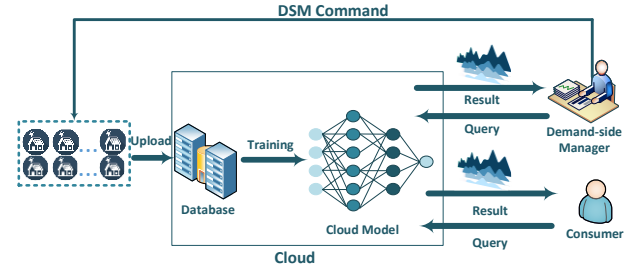 DSM Command
Upload
Training
Database
Cloud Model
Cloud
Result
Query
Demand-side
Manager
Result
Query
Consumer